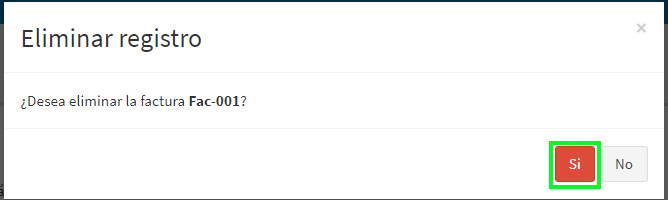 Eliminar registro
×
¿Desea eliminar la factura Fac-001?
Si
No